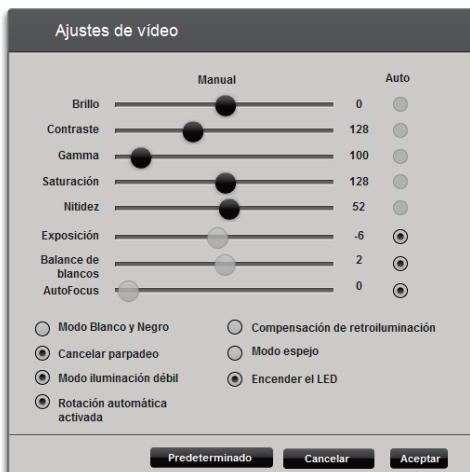 Ajustes de vídeo
Manual
Auto
Brillo 0
Contraste 128
Gamma 100
Saturación 128
Nitidez 52
Exposición -6
Balance de
blancos 2
AutoFocus 0
Modo Blanco y Negro
Compensación de retroiluminación
Cancelar parpadeo
Modo espejo
Modo iluminación débil
Encender el LED
Rotación automática
activada
Predeterminado
Cancelar
Aceptar